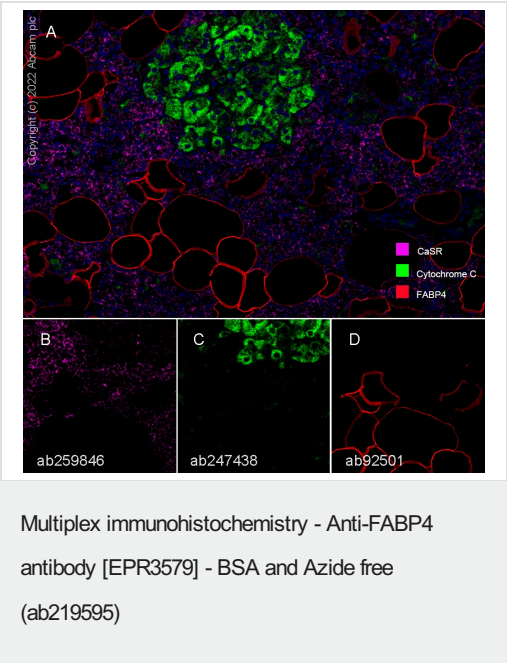 A
Copyright (c) 2022 Abcam plc
CaSR
Cytochrome C
FABP4
B
C
D
ab259846
ab247438
ab92501
Multiplex immunohistochemistry - Anti-FABP4
antibody [EPR3579] - BSA and Azide free
(ab219595)